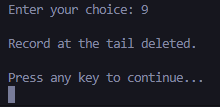 Enter your choice: 9
Record at the tail deleted.
Press any key to continue...